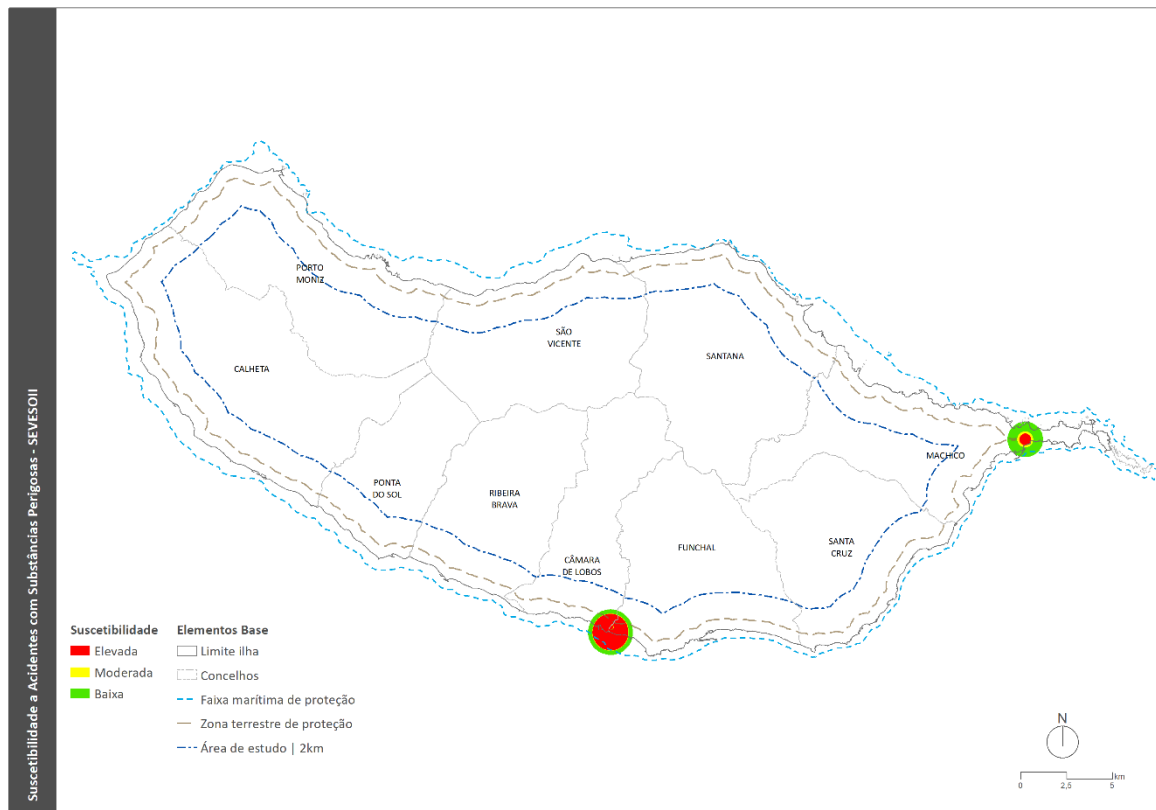 Suscetibilidade a Acidentes com Substâncias Perigosas - SEVESOII
PORTO
MONIZ
SÃO
VICENTE
SANTANA
CALHETA
MACHICO
PONTA
DO SOL
RIBEIRA
BRAVA
CÂMARA
DE LOBOS
FUNCHAL
SANTA
CRUZ
Suscetibilidade
Elevada
Moderada
Baixa
Elementos Base
Limite ilha
Concelhos
Faixa marítima de proteção
Zona terrestre de proteção
Área de estudo | 2km
N
km
0 2,5 5